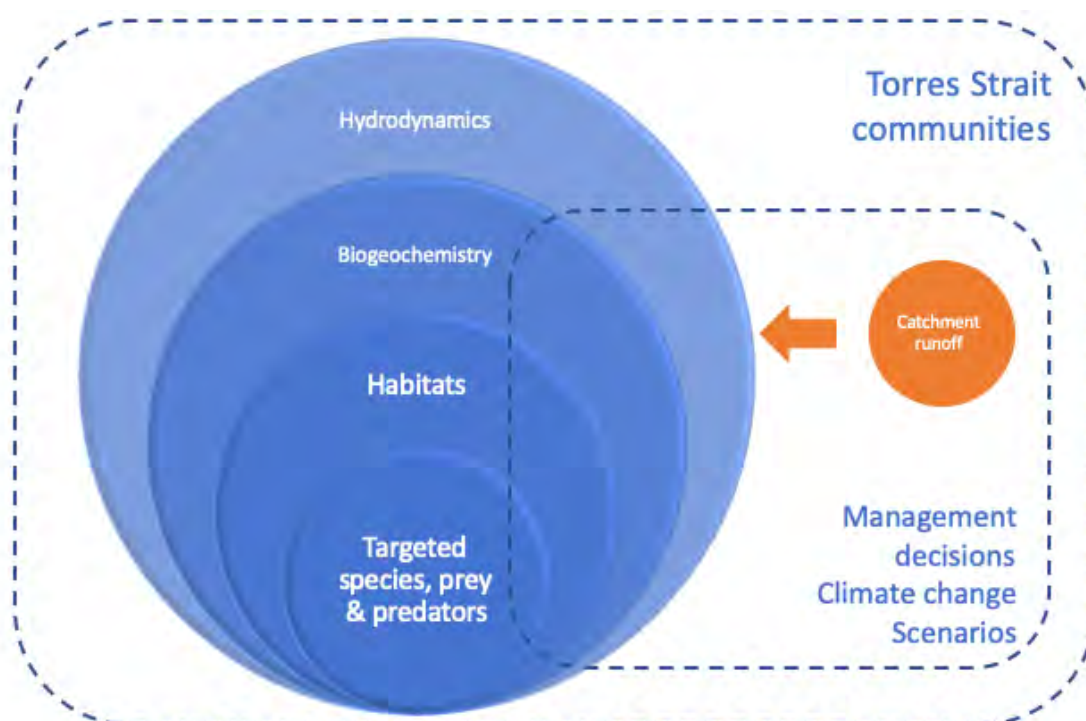 Torres Strait
communities
Hydrodynamics
Biogeochemistry
Catchment
runoff
Habitats
Targeted
species, prey
& predators
Management
decisions
Climate change
Scenarios